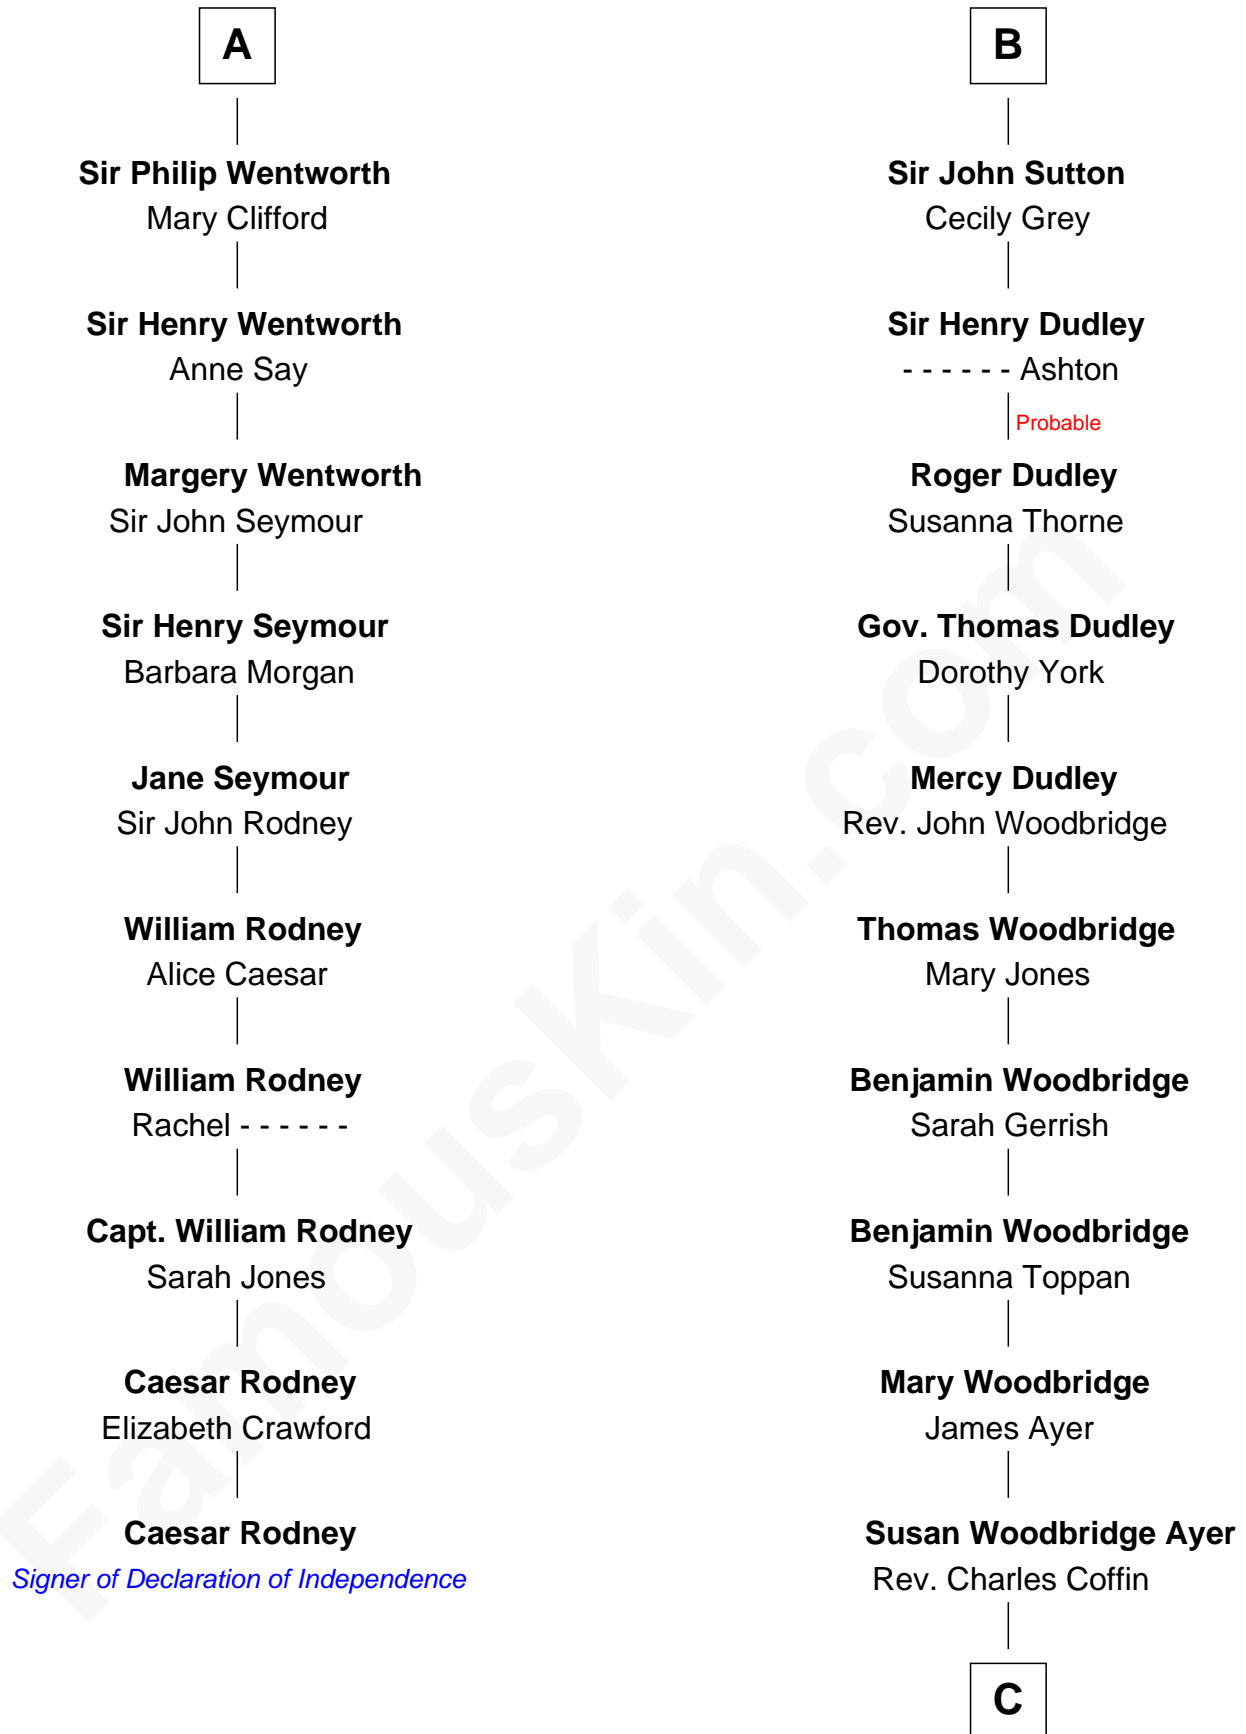 A
Sir Philip Wentworth
Mary Clifford
Sir Henry Wentworth
Anne Say
Margery Wentworth
Sir John Seymour
Sir Henry Seymour
Barbara Morgan
Jane Seymour
Sir John Rodney
William Rodney
Alice Caesar
William Rodney
Rachel - - - - - -
Capt. William Rodney
Sarah Jones
Caesar Rodney
Elizabeth Crawford
Caesar Rodney
Signer of Declaration of Independence
B
Sir John Sutton
Cecily Grey
Sir Henry Dudley
- - - - - - Ashton
Probable
Roger Dudley
Susanna Thorne
Gov. Thomas Dudley
Dorothy York
Mercy Dudley
Rev. John Woodbridge
Thomas Woodbridge
Mary Jones
Benjamin Woodbridge
Sarah Gerrish
Benjamin Woodbridge
Susanna Toppan
Mary Woodbridge
James Ayer
Susan Woodbridge Ayer
Rev. Charles Coffin
C
FamousKin.com